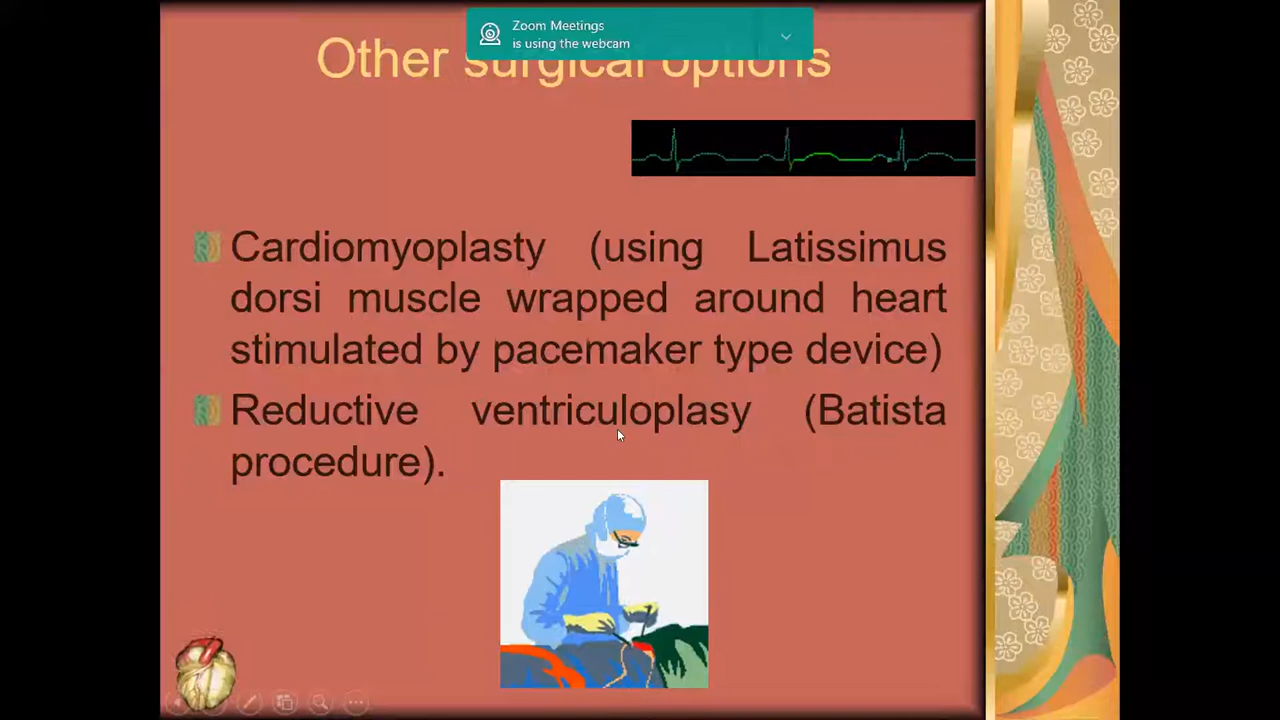 Zoom Meetings
is using the webcam
Other surgical options
Cardiomyoplasty (using Latissimus
dorsi muscle wrapped around heart
stimulated by pacemaker type device)
Reductive ventriculoplasy (Batista
procedure).